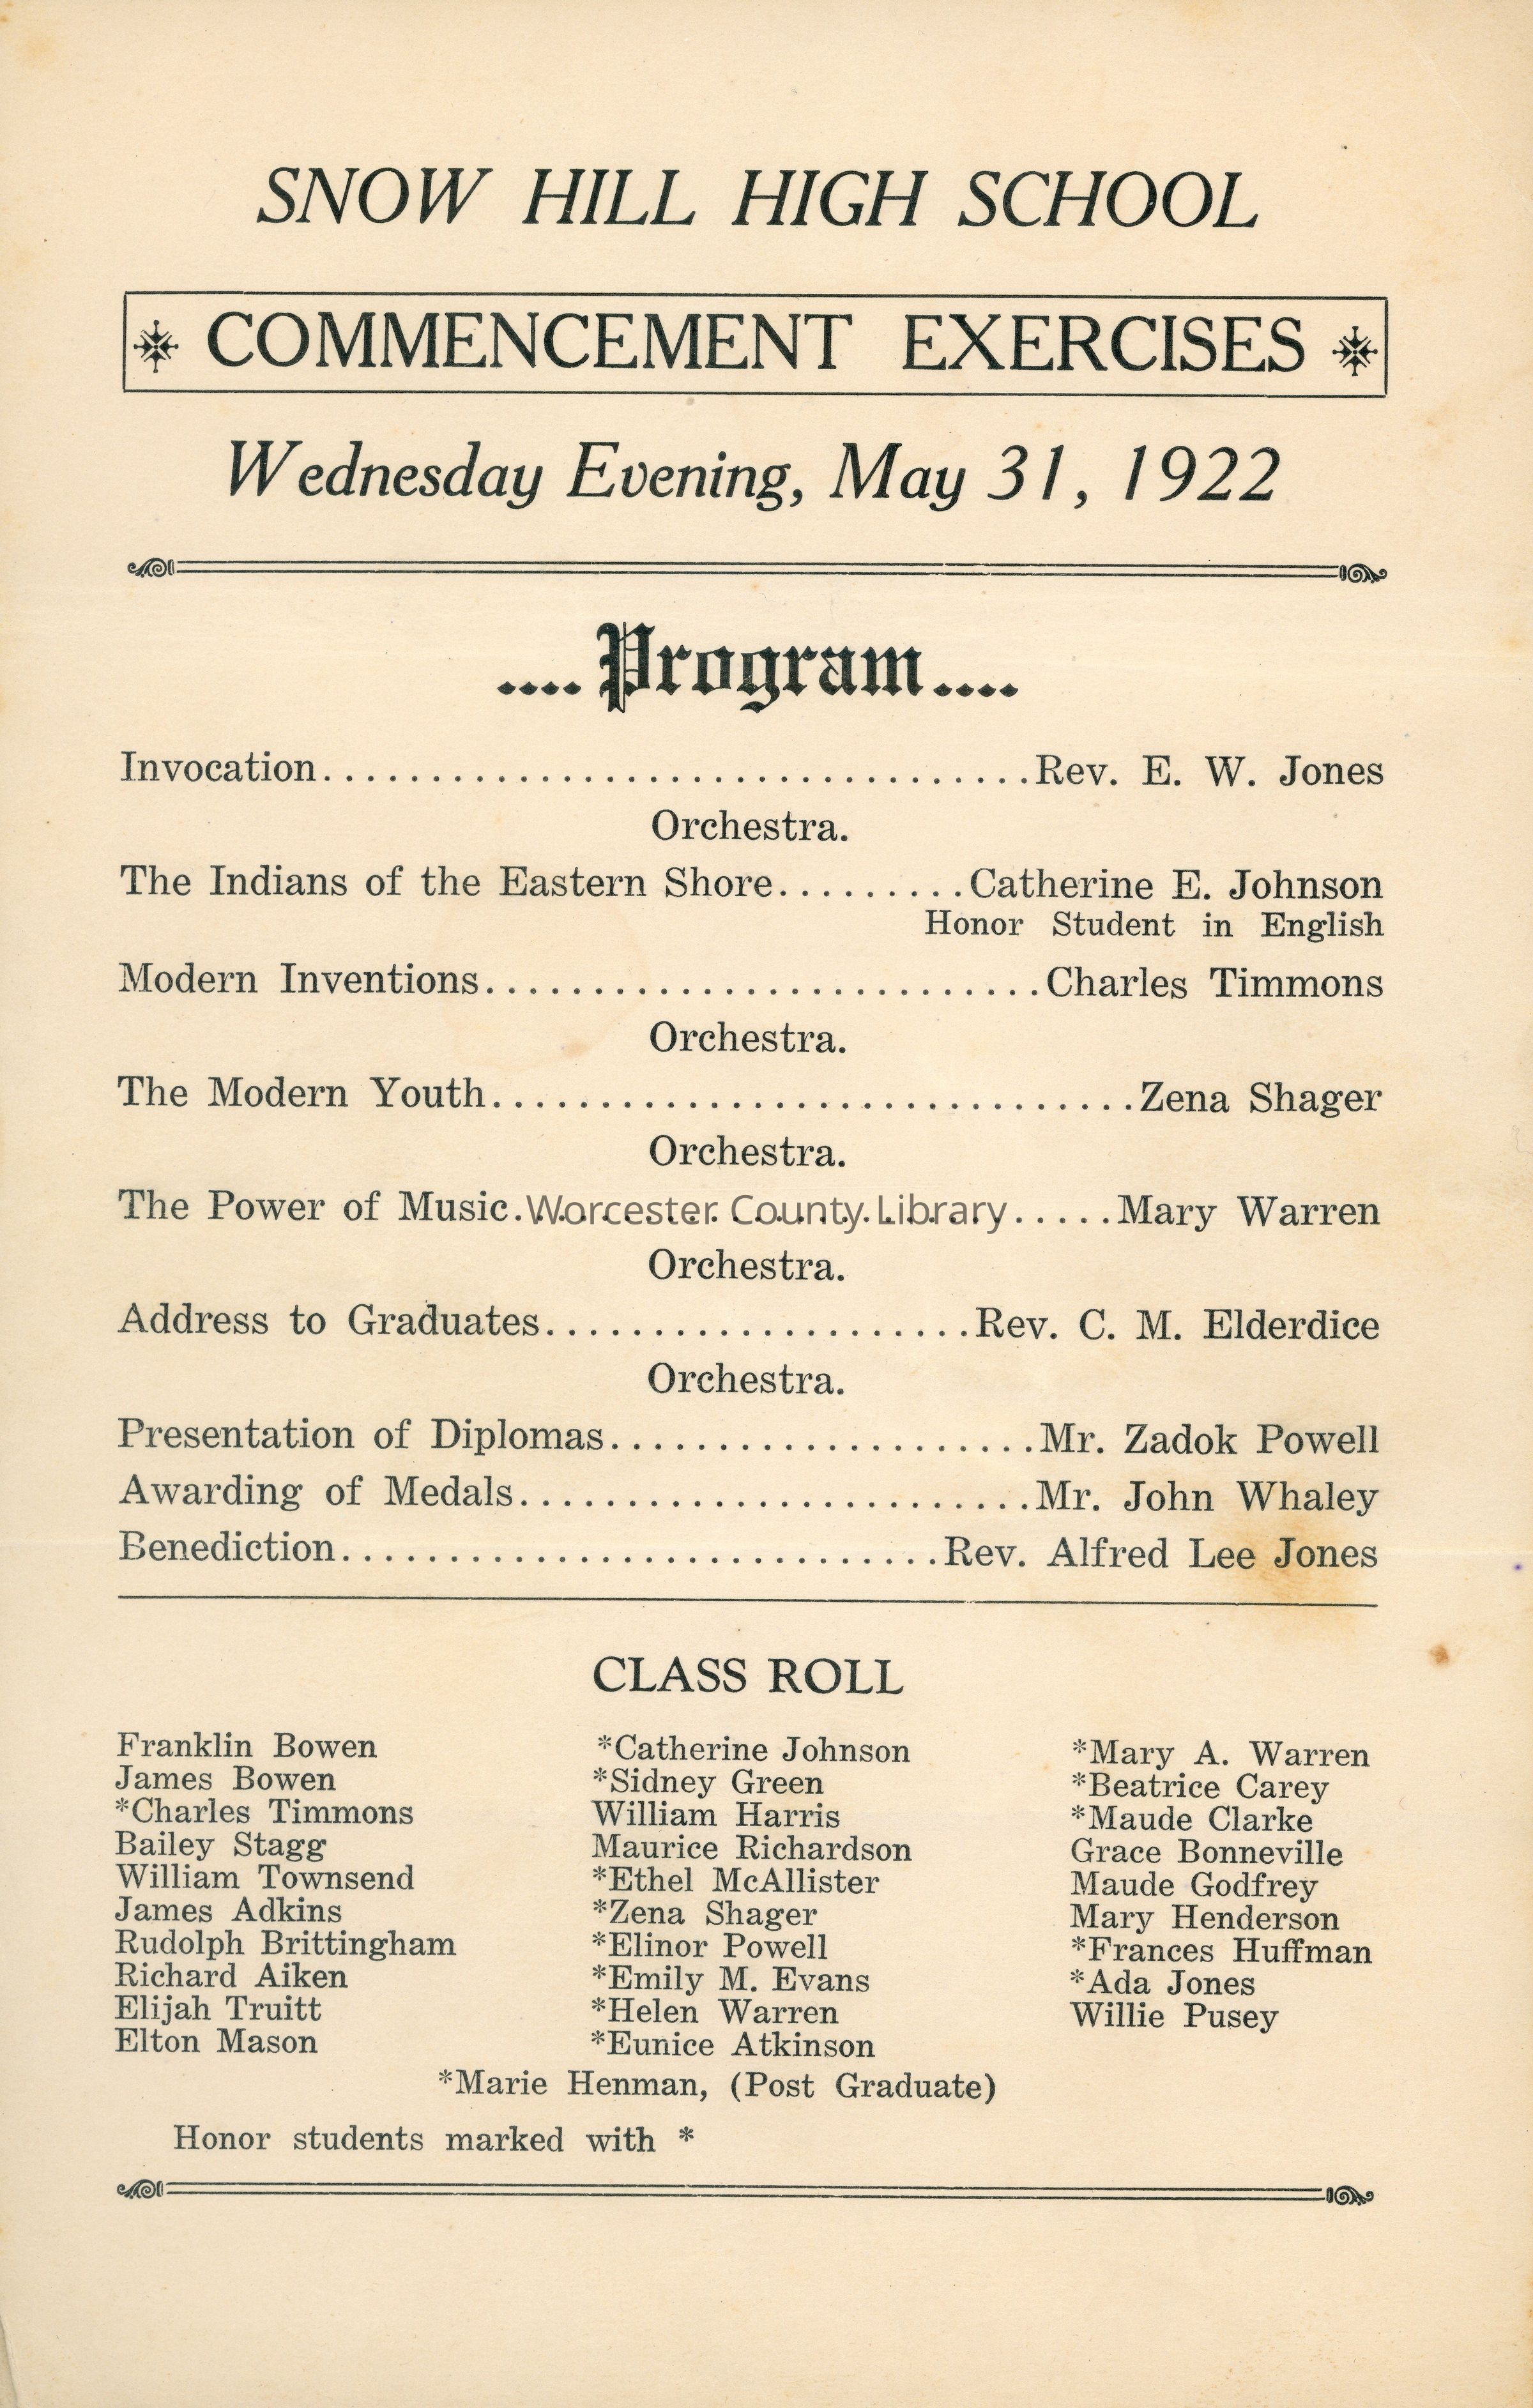 SNOW HILL HIGH SCHOOL
COMMENCEMENT EXERCISES
Wednesday Evening, May 31, 1922
....Program....
Invocation.................................Rev. E. W. Jones
Orchestra.
The Indians of the Eastern Shore.........Catherine E. Johnson
Honor Student in English
Modern Inventions..........................Charles Timmons
Orchestra.
The Modern Youth..............................Zena Shager
Orchestra.
The Power of Music...........................Mary Warren
Worcester County Library
Orchestra.
Address to Graduates....................Rev. C. M. Elderdice
Orchestra.
Presentation of Diplomas....................Mr. Zadok Powell
Awarding of Medals........................Mr. John Whaley
Benediction............................Rev. Alfred Lee Jones
CLASS ROLL
Franklin Bowen
James Bowen
*Charles Timmons
Bailey Stagg
William Townsend
James Adkins
Rudolph Brittingham
Richard Aiken
Elijah Truitt
Elton Mason
*Catherine Johnson
*Sidney Green
William Harris
Maurice Richardson
*Ethel McAllister
*Zena Shager
*Elinor Powell
*Emily M. Evans
*Helen Warren
*Eunice Atkinson
*Mary A. Warren
*Beatrice Carey
*Maude Clarke
Grace Bonneville
Maude Godfrey
Mary Henderson
*Frances Huffman
*Ada Jones
Willie Pusey
*Marie Henman, (Post Graduate)
Honor students marked with *